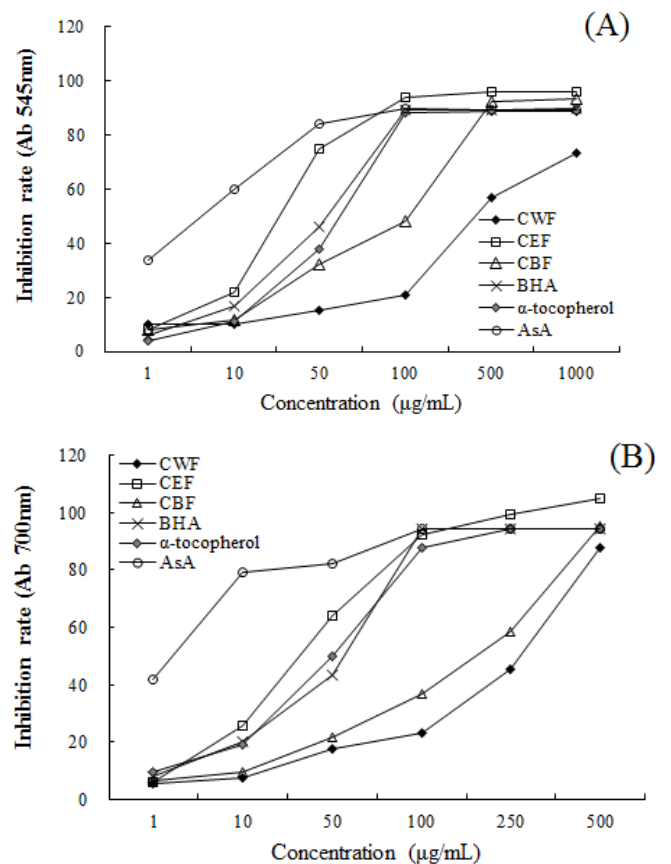 (A)
Inhibition rate (Ab 545nm)
120
100
80
60
40
20
0
CWF
CEF
CBF
BHA
α-tocopherol
AsA
1 10 50 100 500 1000
Concentration (µg/mL)
(B)
Inhibition rate (Ab 700nm)
120
100
80
60
40
20
0
CWF
CEF
CBF
BHA
α-tocopherol
AsA
1 10 50 100 250 500
Concentration (µg/mL)